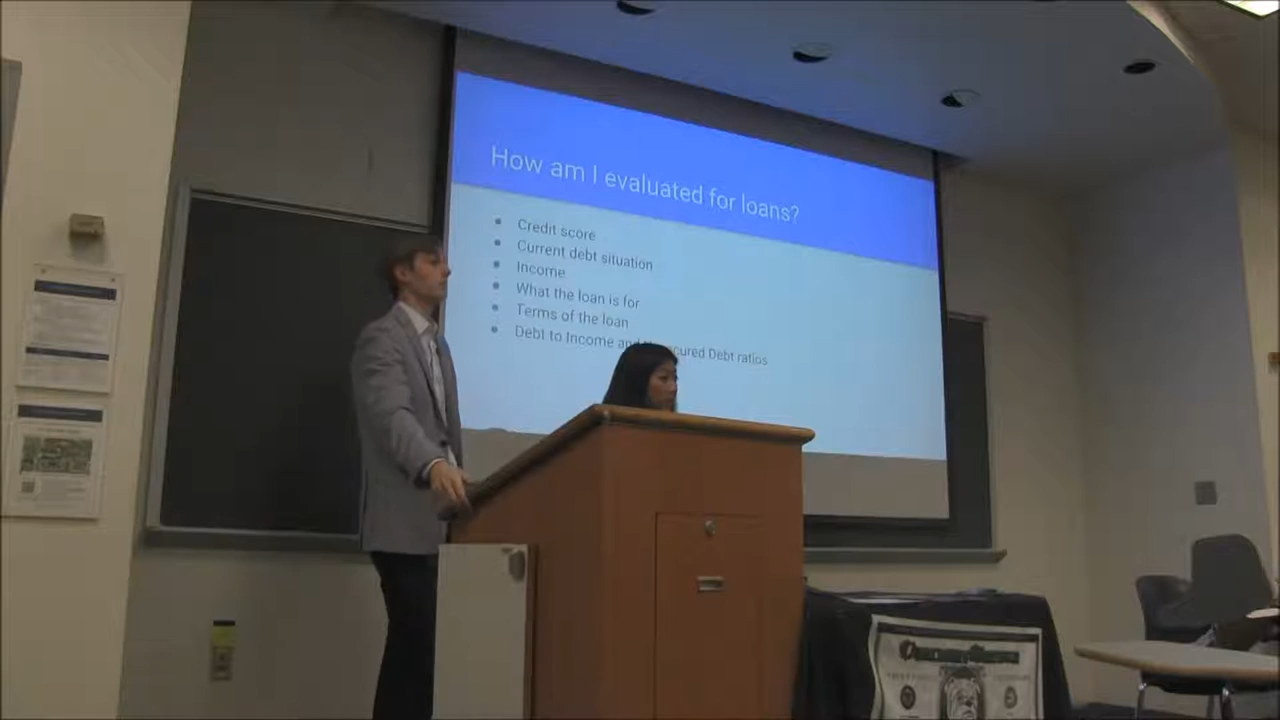 How am I evaluated for loans?
Credit score
Current debt situation
Income
What the loan is for
Terms of the loan
Debt to Income and Debt ratios